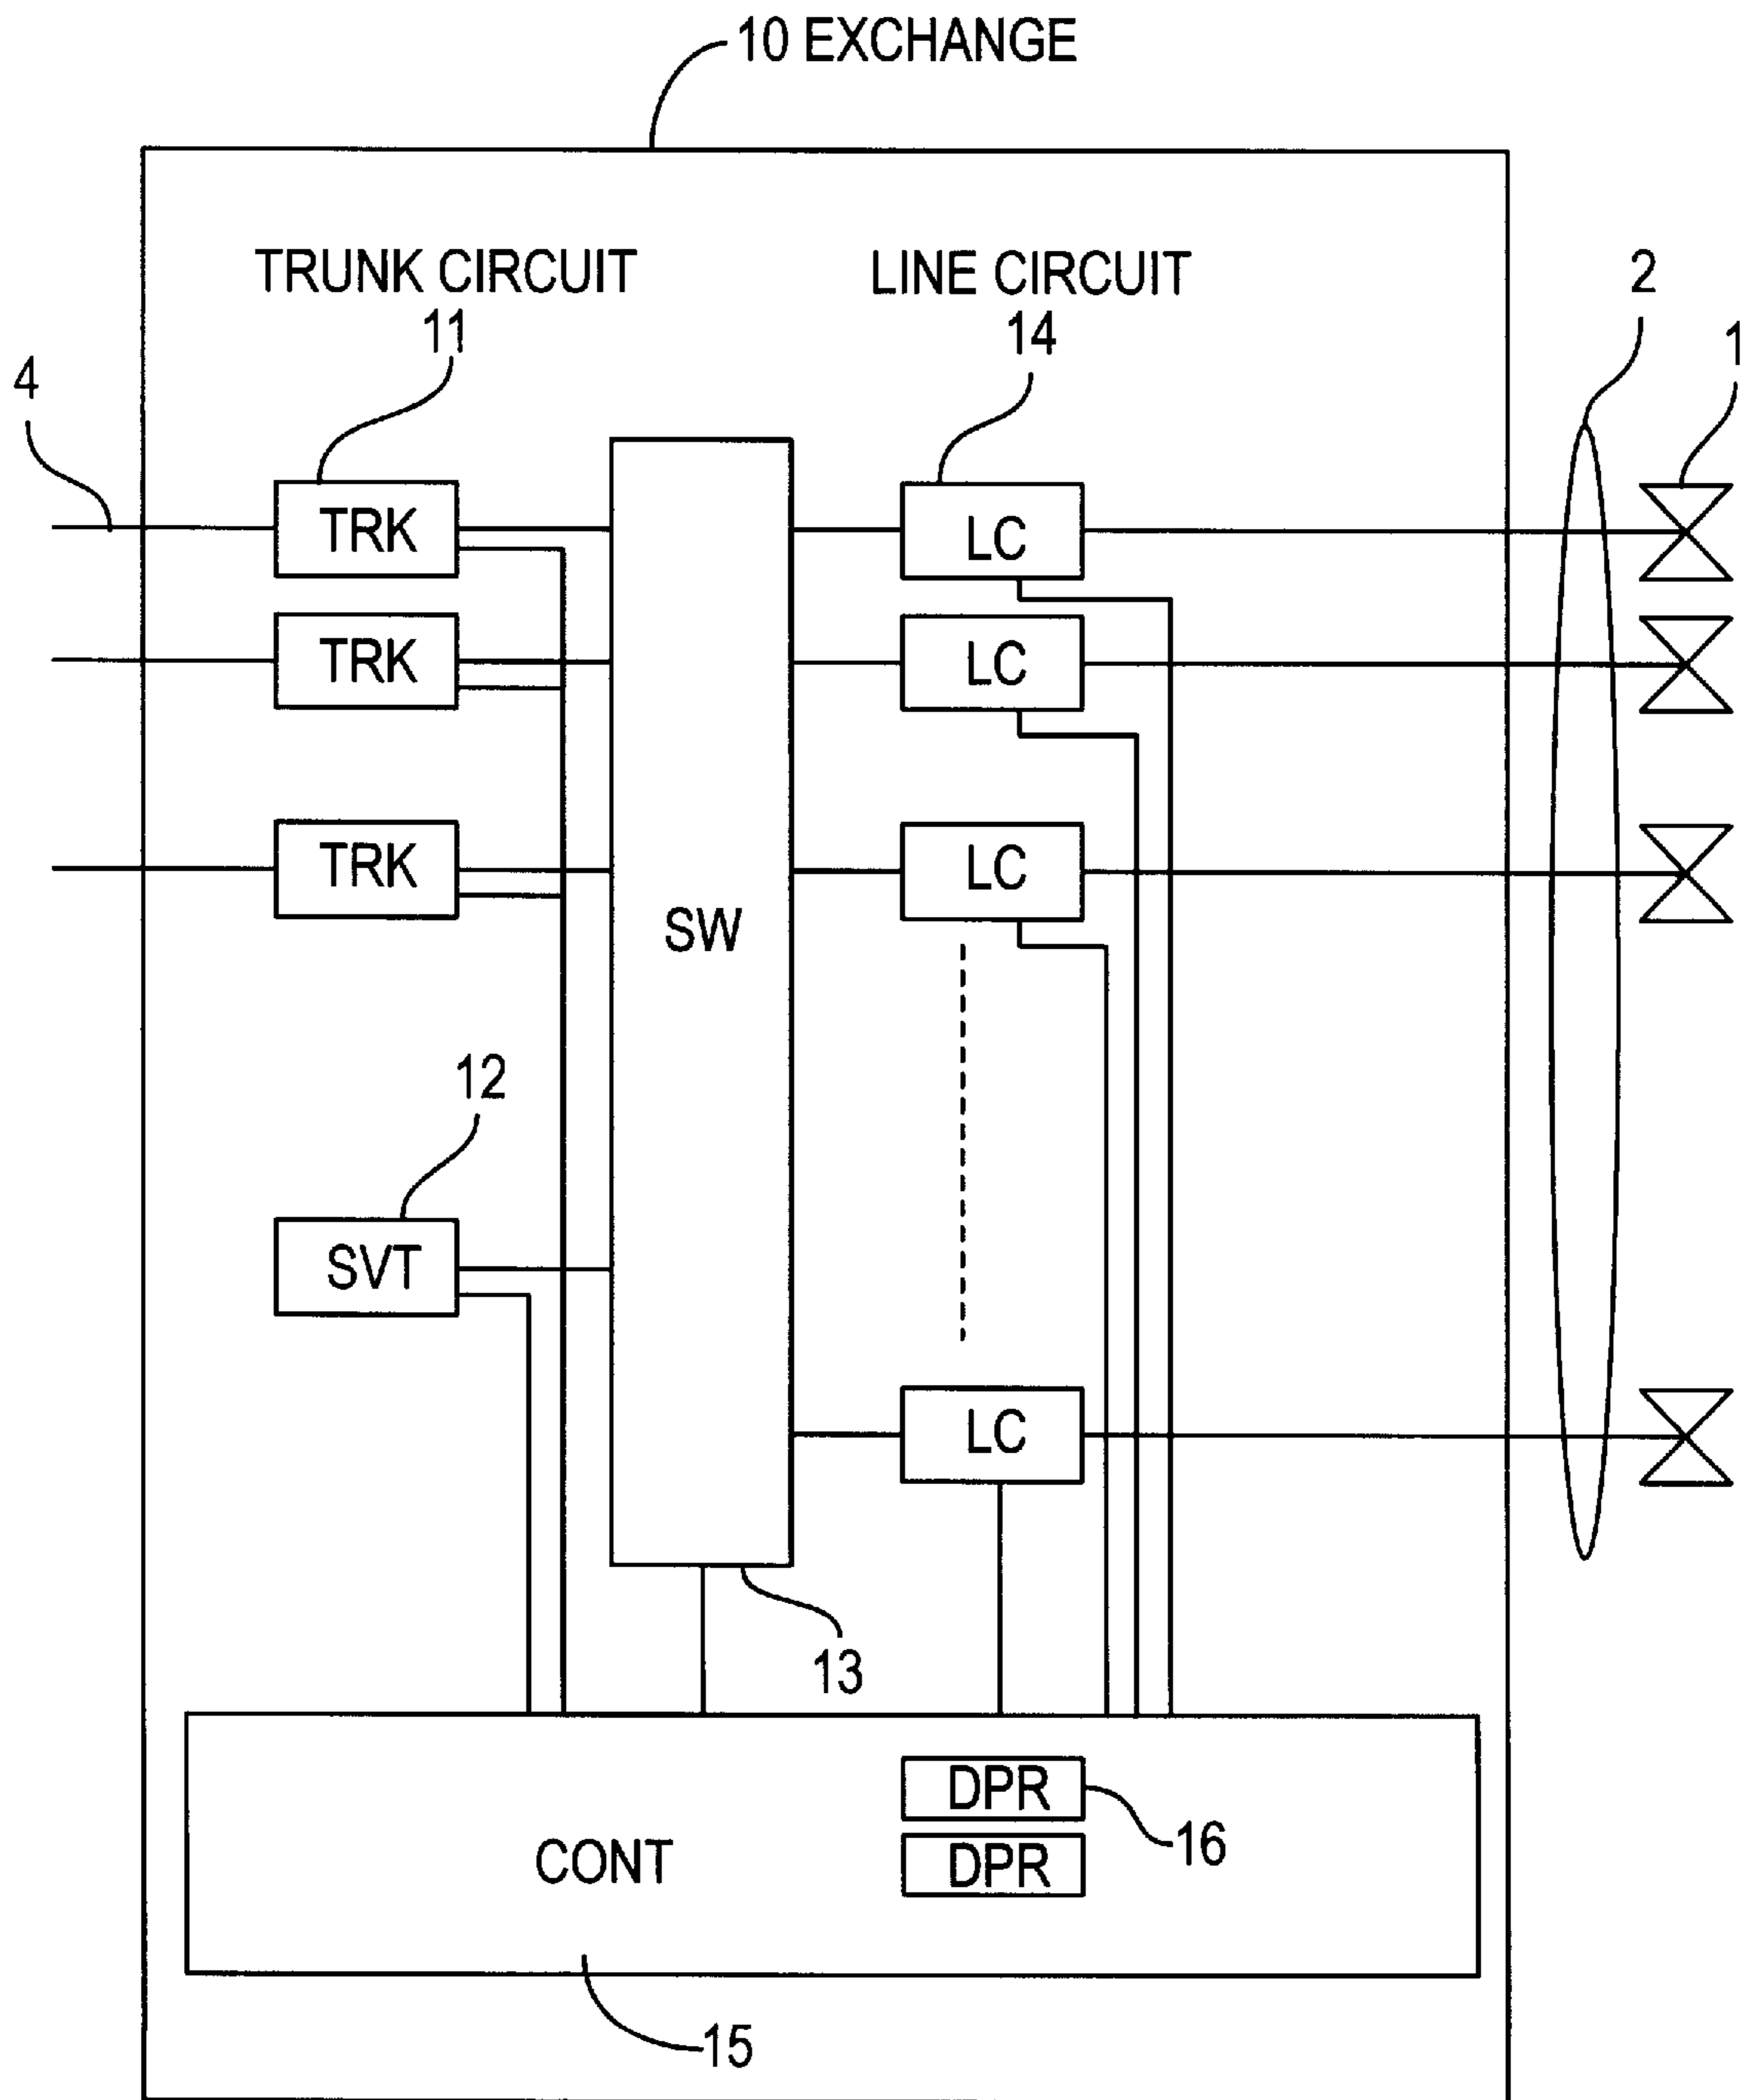 10 EXCHANGE
TRUNK CIRCUIT
11
LINE CIRCUIT
14
2
1
4
TRK
LC
TRK
LC
TRK
LC
SW
12
SVT
LC
13
DPR
16
CONT
DPR
15